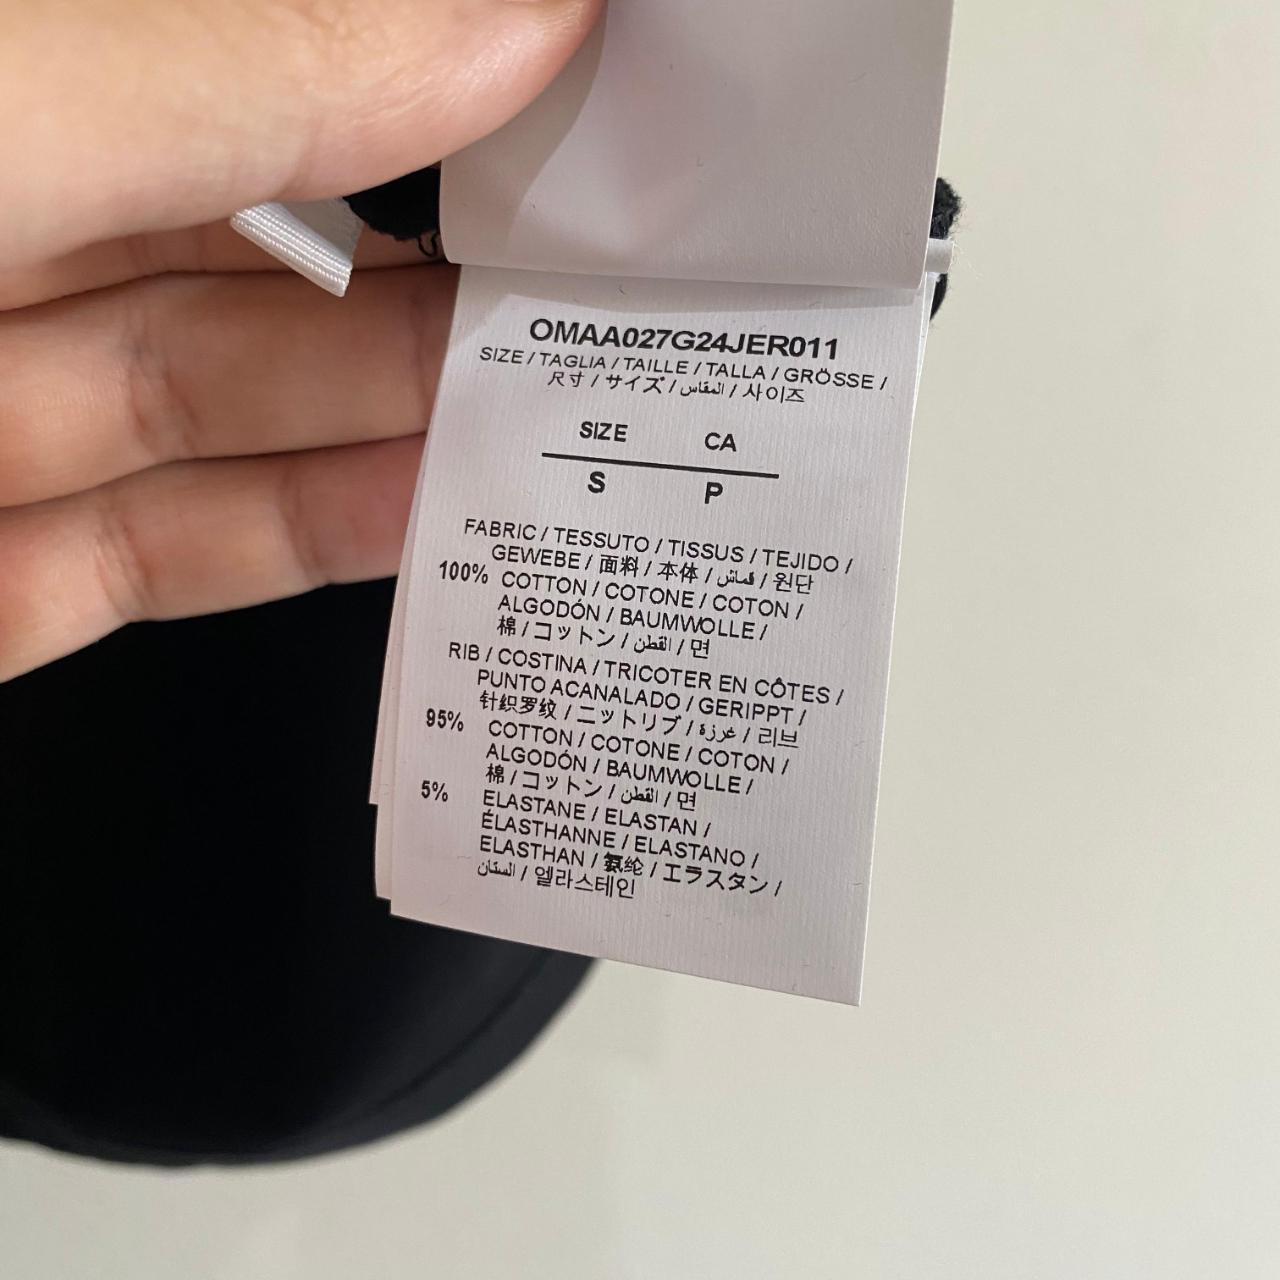 OMAA027G24JER011
SIZE / TAGLIA / TAILLE / TALLA / GRÖSSE /
尺寸 / サイズ / المقاس / 사이즈
SIZE CA
S P
FABRIC / TESSUTO / TISSUS / TEJIDO /
GEWEBE / 面料 / 本体 / قماش / 원단
100% COTTON / COTONE / COTON /
ALGODÓN / BAUMWOLLE /
棉 / コットン / القطن / 면
RIB / COSTINA / TRICOTER EN CÔTES /
PUNTO ACANALADO / GERIPPT /
针织罗纹 / ニットリブ / غرزة / 리브
95% COTTON / COTONE / COTON /
ALGODÓN / BAUMWOLLE /
棉 / コットン / القطن / 면
5% ELASTANE / ELASTAN /
ÉLASTHANNE / ELASTANO /
ELASTHAN / 氨纶 / エラスタン /
الستان / 엘라스테인